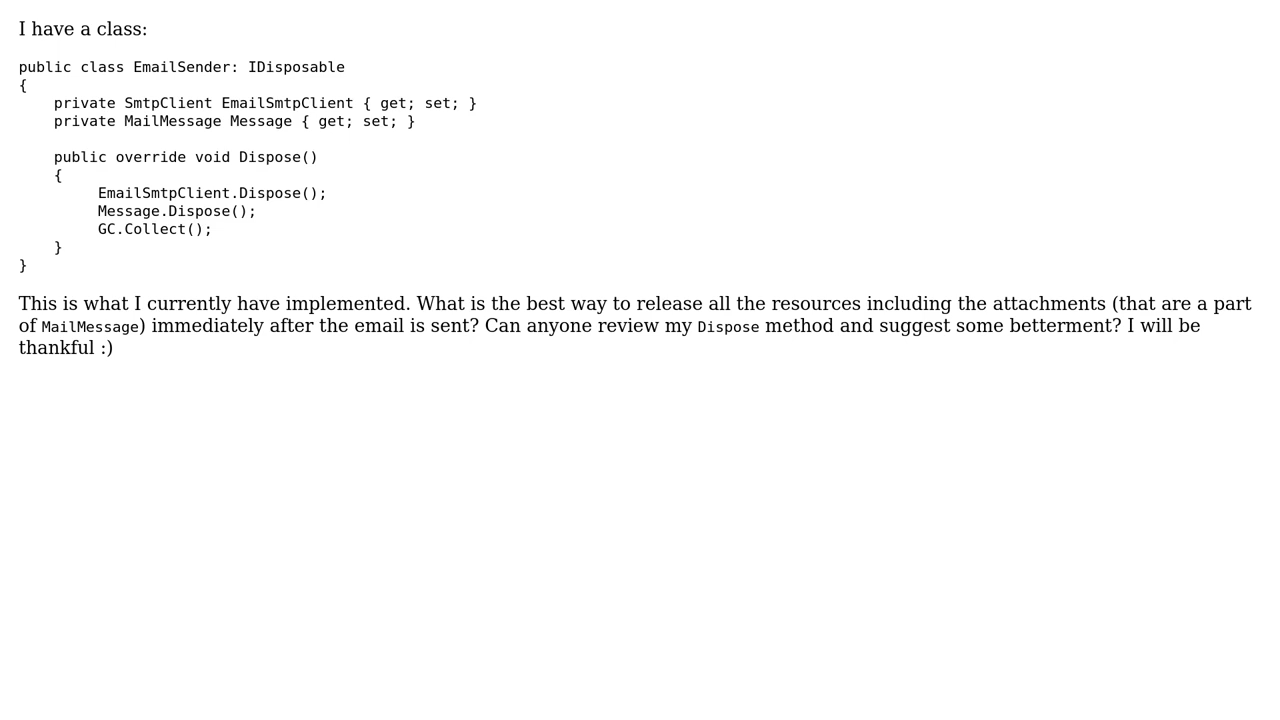 I have a class:
public class EmailSender: IDisposable
{
    private SmtpClient EmailSmtpClient { get; set; }
    private MailMessage Message { get; set; }
    public override void Dispose()
    {
         EmailSmtpClient.Dispose();
         Message.Dispose();
         GC.Collect();
    }
}
This is what I currently have implemented. What is the best way to release all the resources including the attachments (that are a part
of MailMessage) immediately after the email is sent? Can anyone review my Dispose method and suggest some betterment? I will be
thankful :)